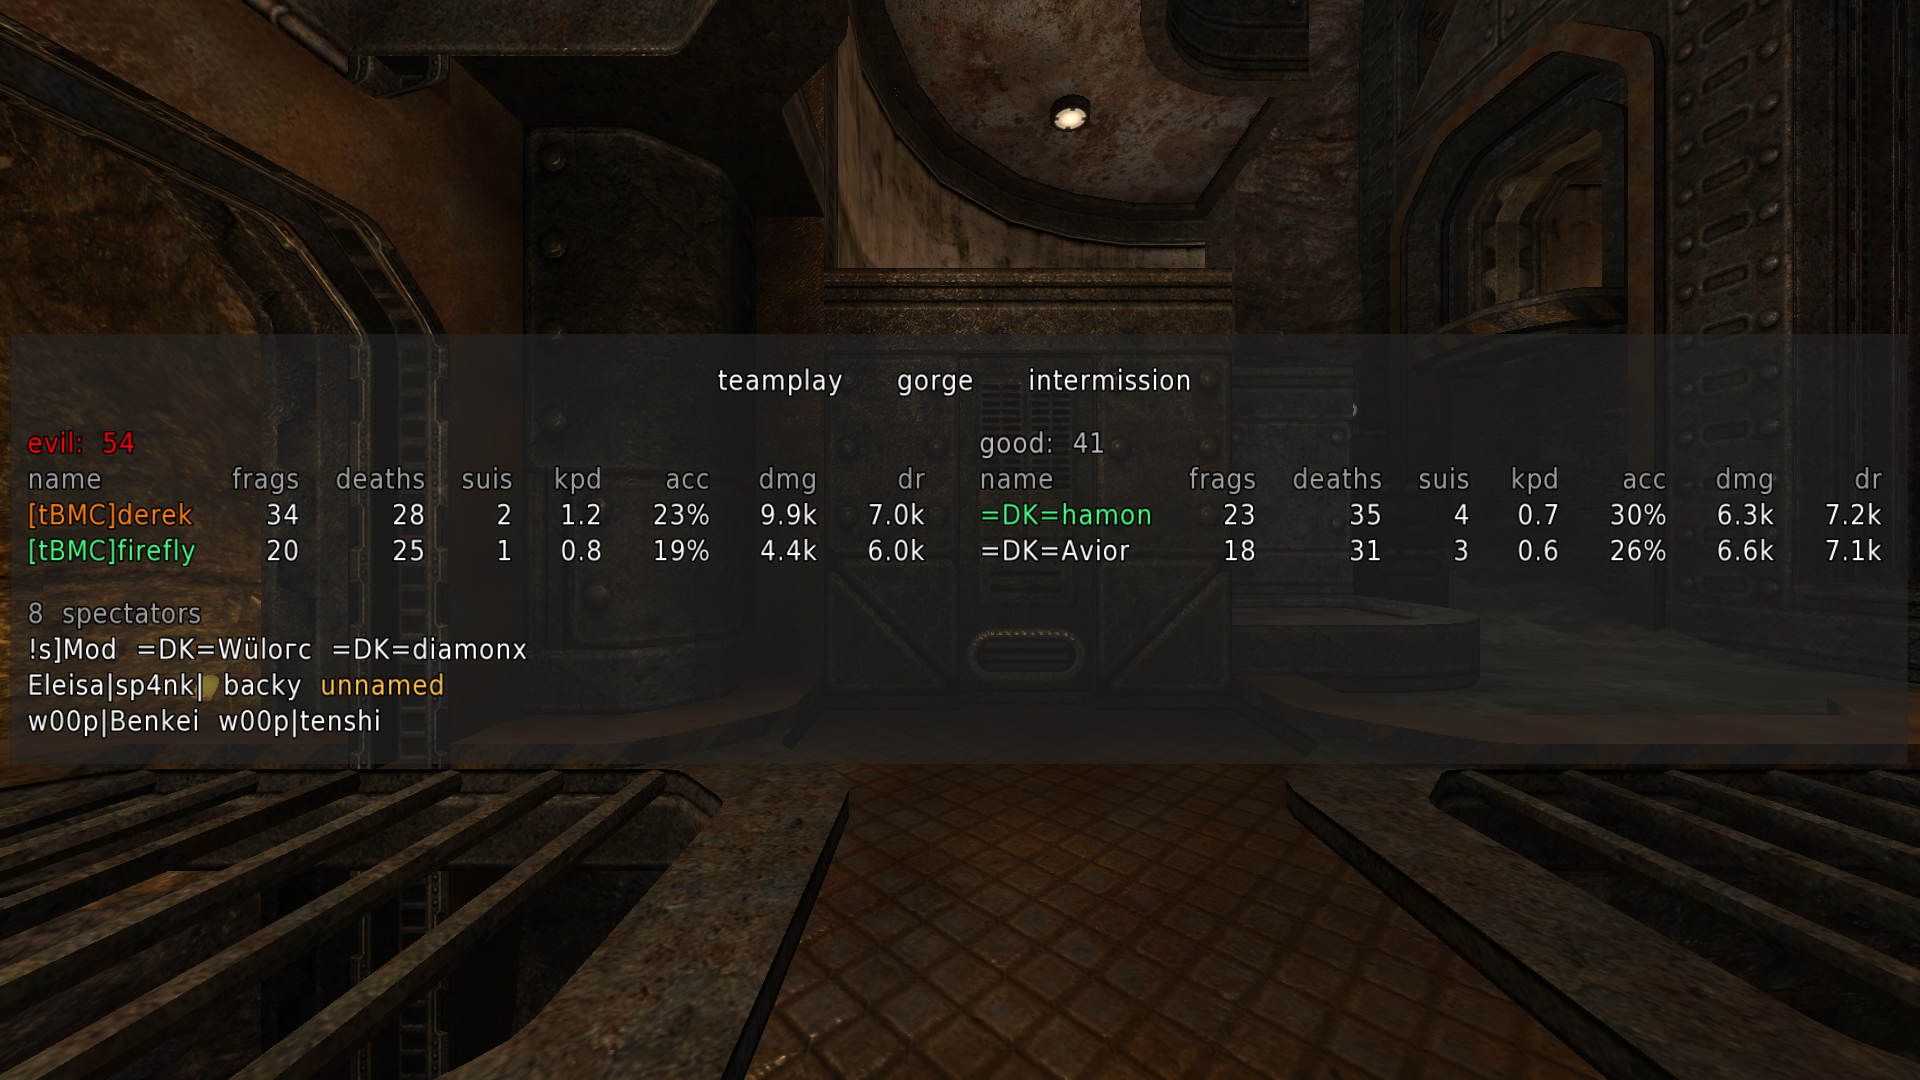 teamplay gorge intermission
evil: 54
name frags deaths suis kpd acc dmg dr
[tBMC]derek 34 28 2 1.2 23% 9.9k 7.0k
[tBMC]firefly 20 25 1 0.8 19% 4.4k 6.0k
good: 41
name frags deaths suis kpd acc dmg dr
=DK=hamon 23 35 4 0.7 30% 6.3k 7.2k
=DK=Avior 18 31 3 0.6 26% 6.6k 7.1k
8 spectators
!s]Mod =DK=Wülorc =DK=diamonx
Eleisa|sp4nk| backy unnamed
w00p|Benkei w00p|tenshi